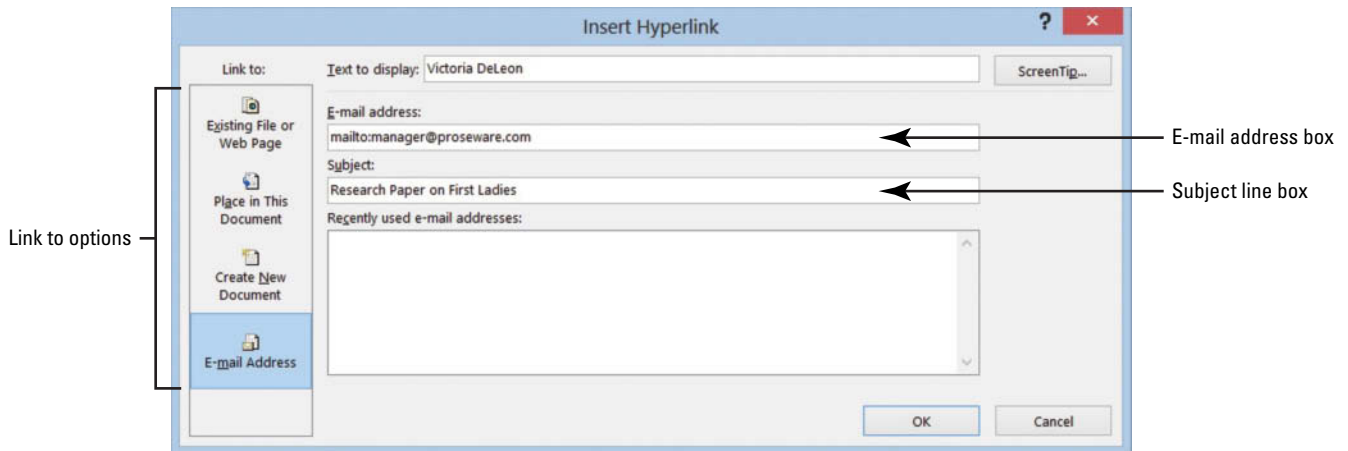 Insert Hyperlink
?
×
Link to:
Text to display:
Victoria DeLeon
ScreenTip...
Existing File or
Web Page
Place in This
Document
Create New
Document
E-mail Address
E-mail address:
mailto:manager@proseware.com
Subject:
Research Paper on First Ladies
Recently used e-mail addresses:
OK
Cancel
Link to options
E-mail address box
Subject line box